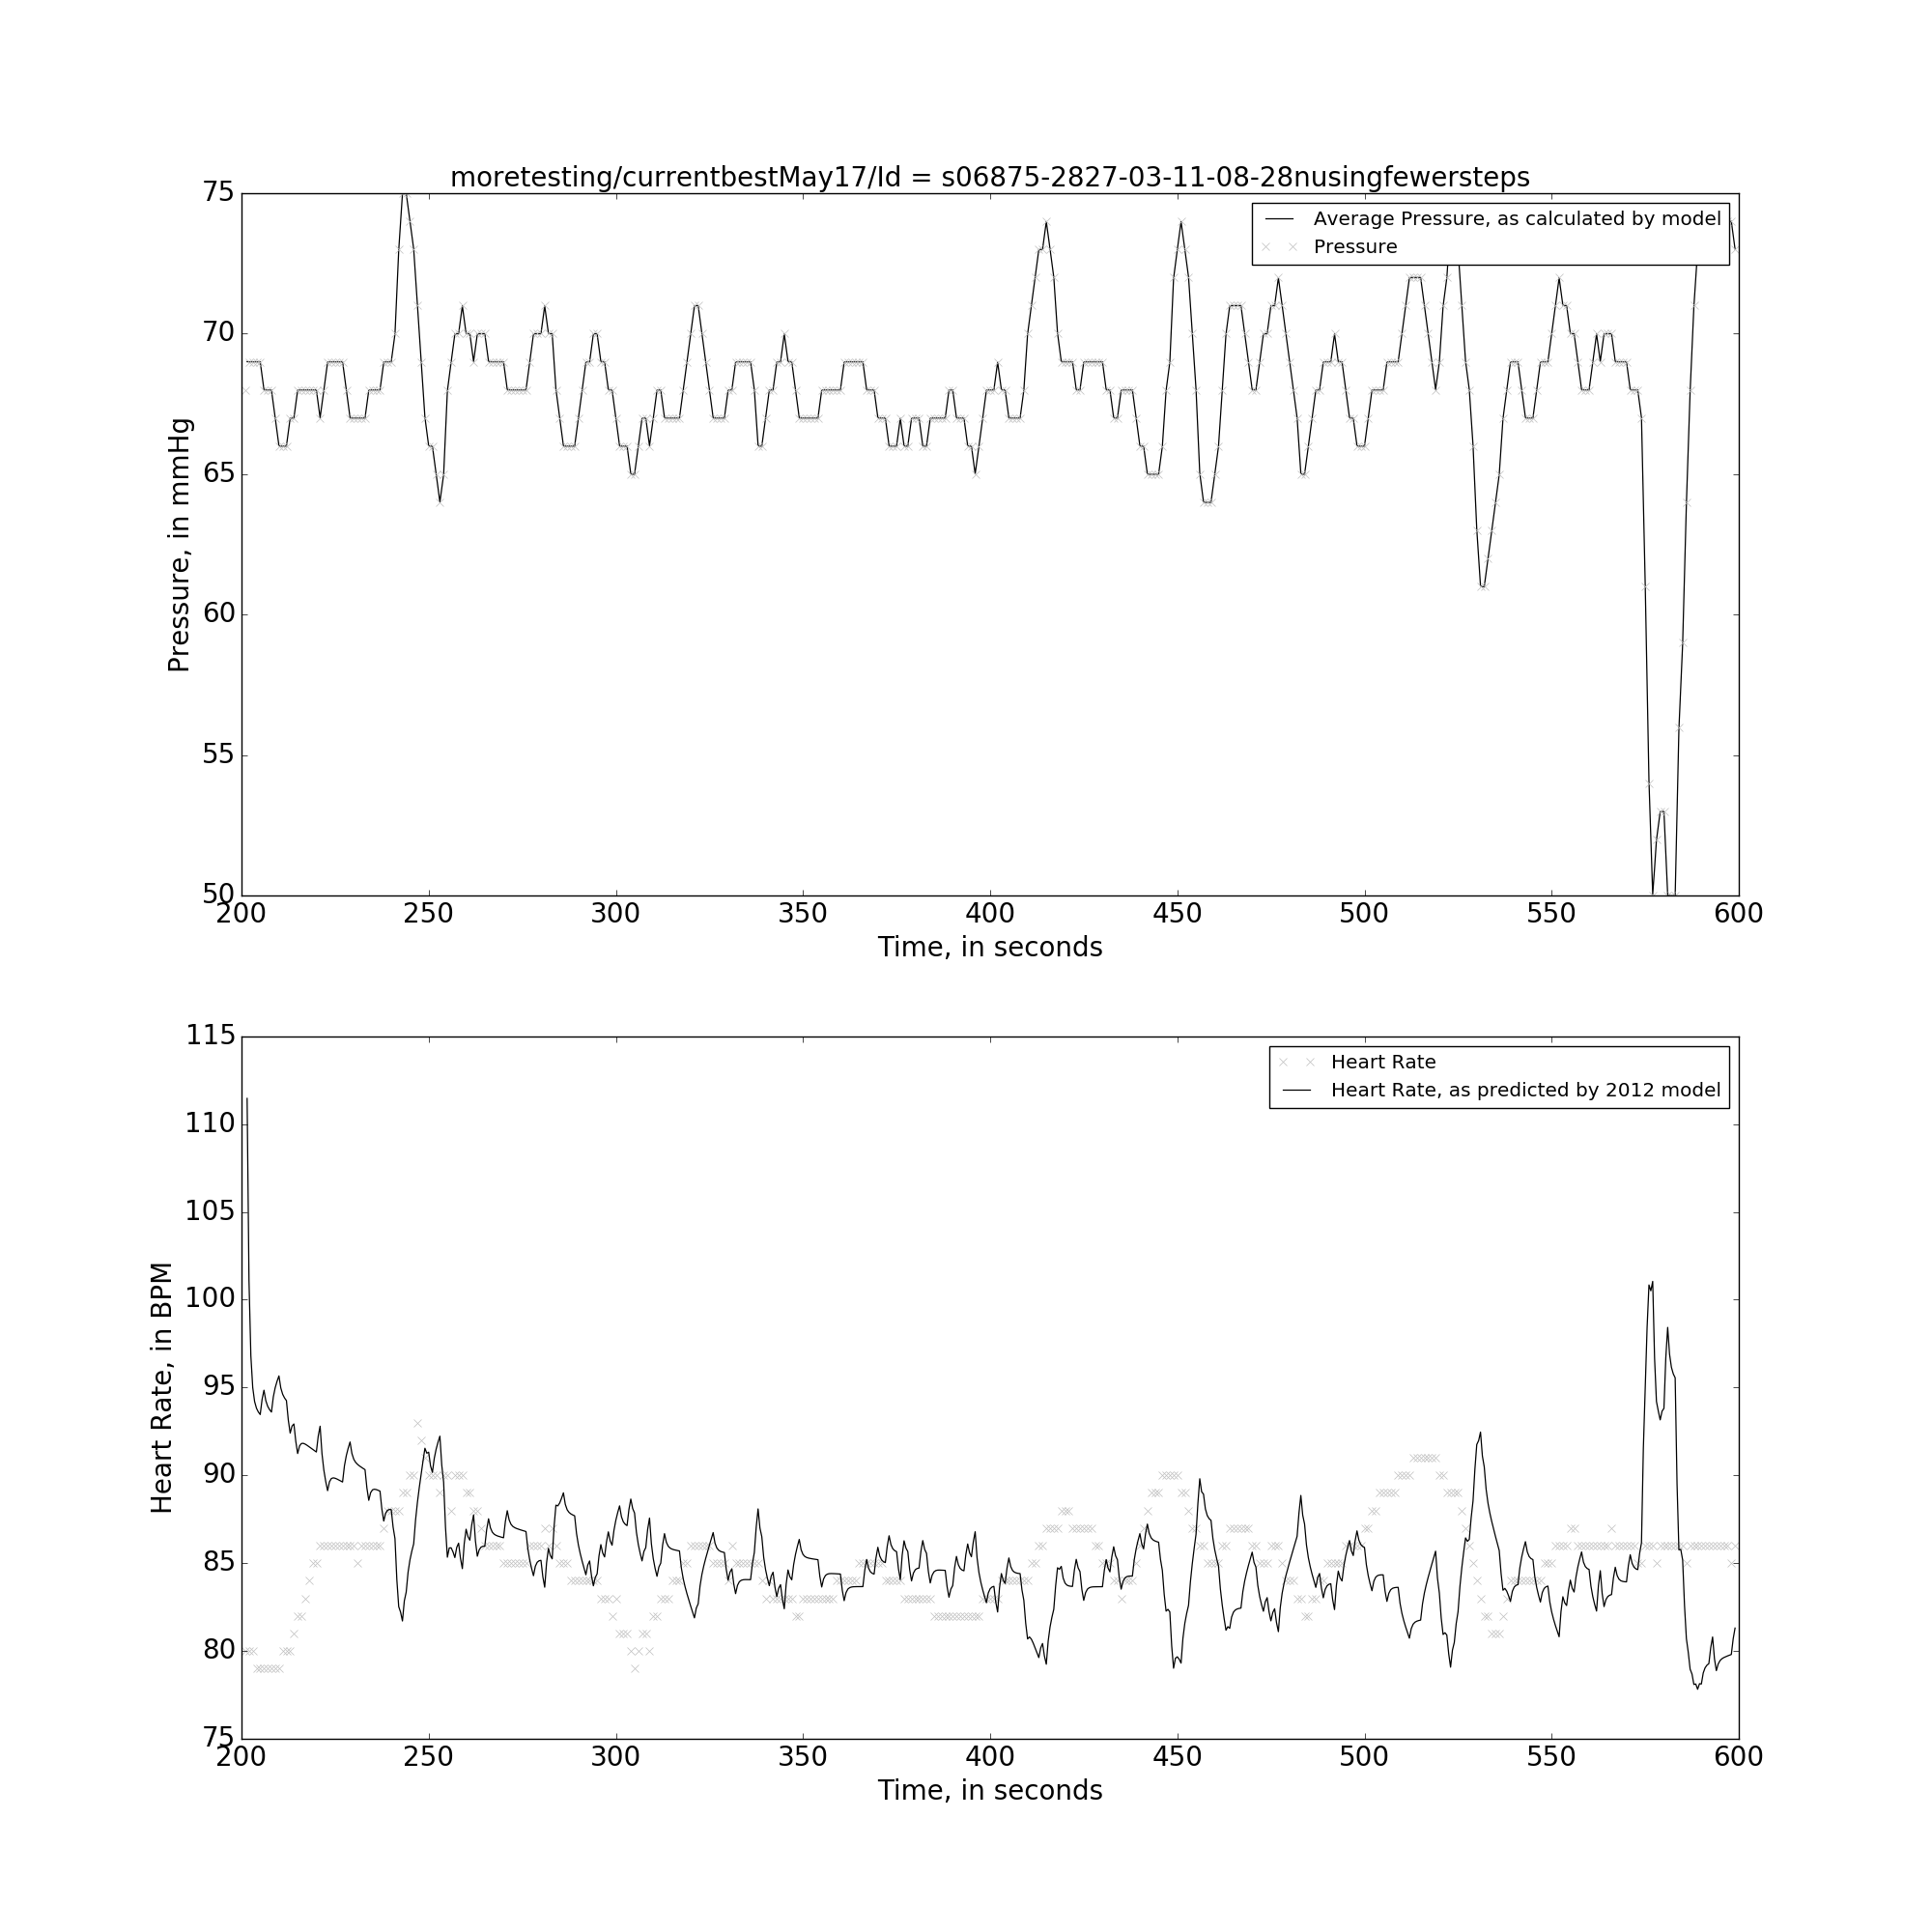 moretesting/currentbestMay17/Id = s06875-2827-03-11-08-28nusingfewersteps
75
70
65
60
55
50
Pressure, in mmHg
Average Pressure, as calculated by model
Pressure
200 250 300 350 400 450 500 550 600
Time, in seconds
115
110
105
100
95
90
85
80
75
Heart Rate, in BPM
Heart Rate
Heart Rate, as predicted by 2012 model
200 250 300 350 400 450 500 550 600
Time, in seconds